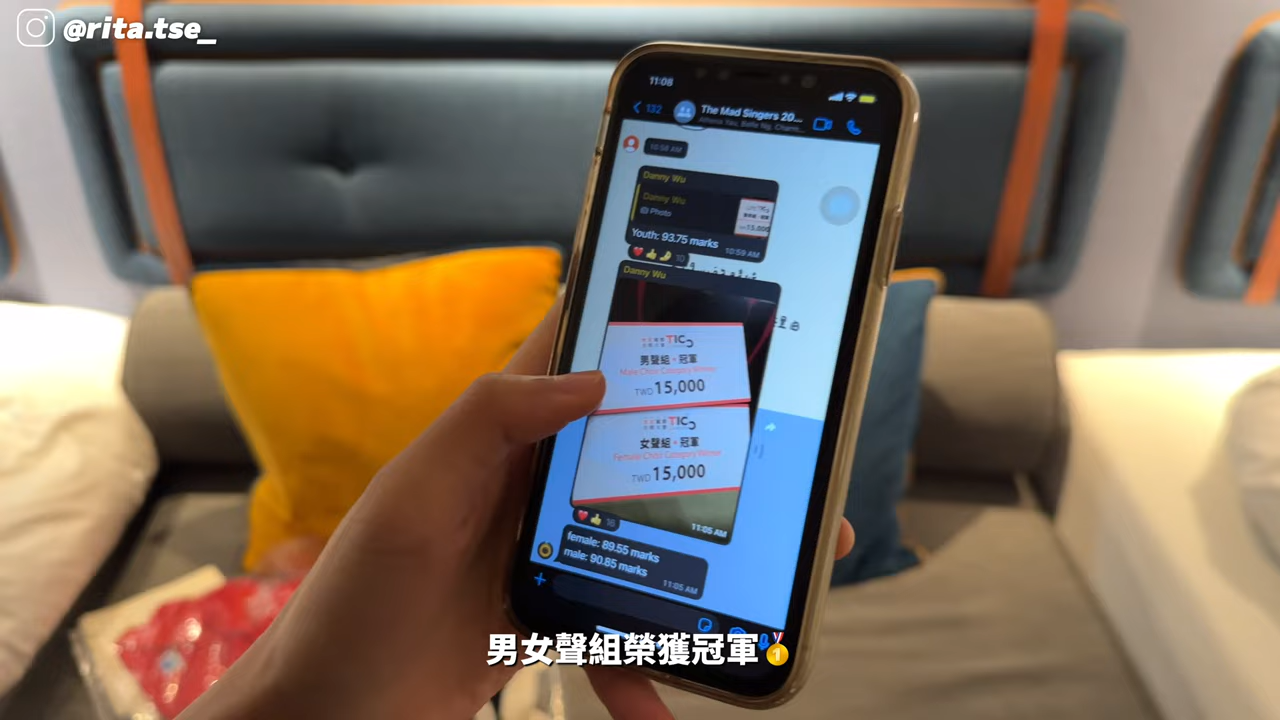 @rita.tse_
11:08
132
The Mad Singers 20...
10:58 AM
Danny Wu
Danny Wu
Photo
Youth: 93.75 marks
10:59 AM
10
Danny Wu
TICC
男聲組•冠軍
Male Choir Category Winner
TWD 15,000
TICC
女聲組•冠軍
Female Choir Category Winner
TWD 15,000
11:05 AM
16
female: 89.55 marks
male: 90.85 marks
11:05 AM
男女聲組榮獲冠軍🥇